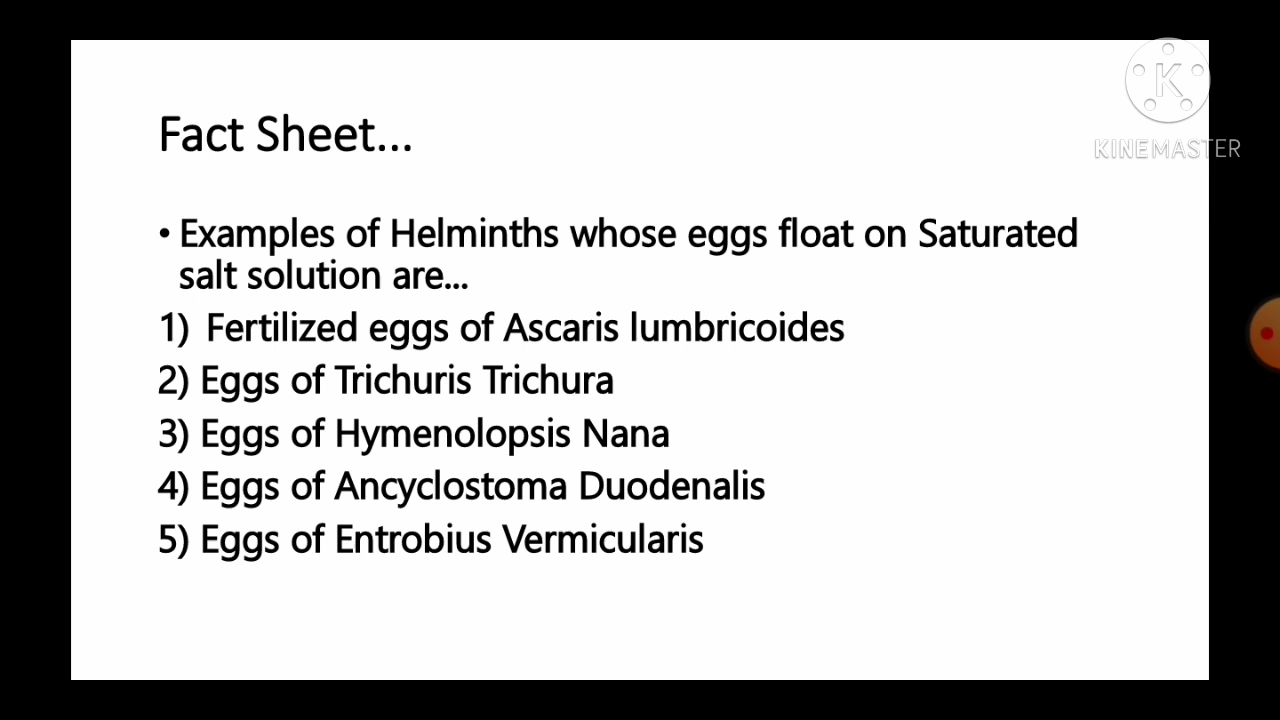 Fact Sheet...
KINEMASTER
• Examples of Helminths whose eggs float on Saturated
salt solution are...
1) Fertilized eggs of Ascaris lumbricoides
2) Eggs of Trichuris Trichura
3) Eggs of Hymenolopsis Nana
4) Eggs of Ancyclostoma Duodenalis
5) Eggs of Entrobius Vermicularis